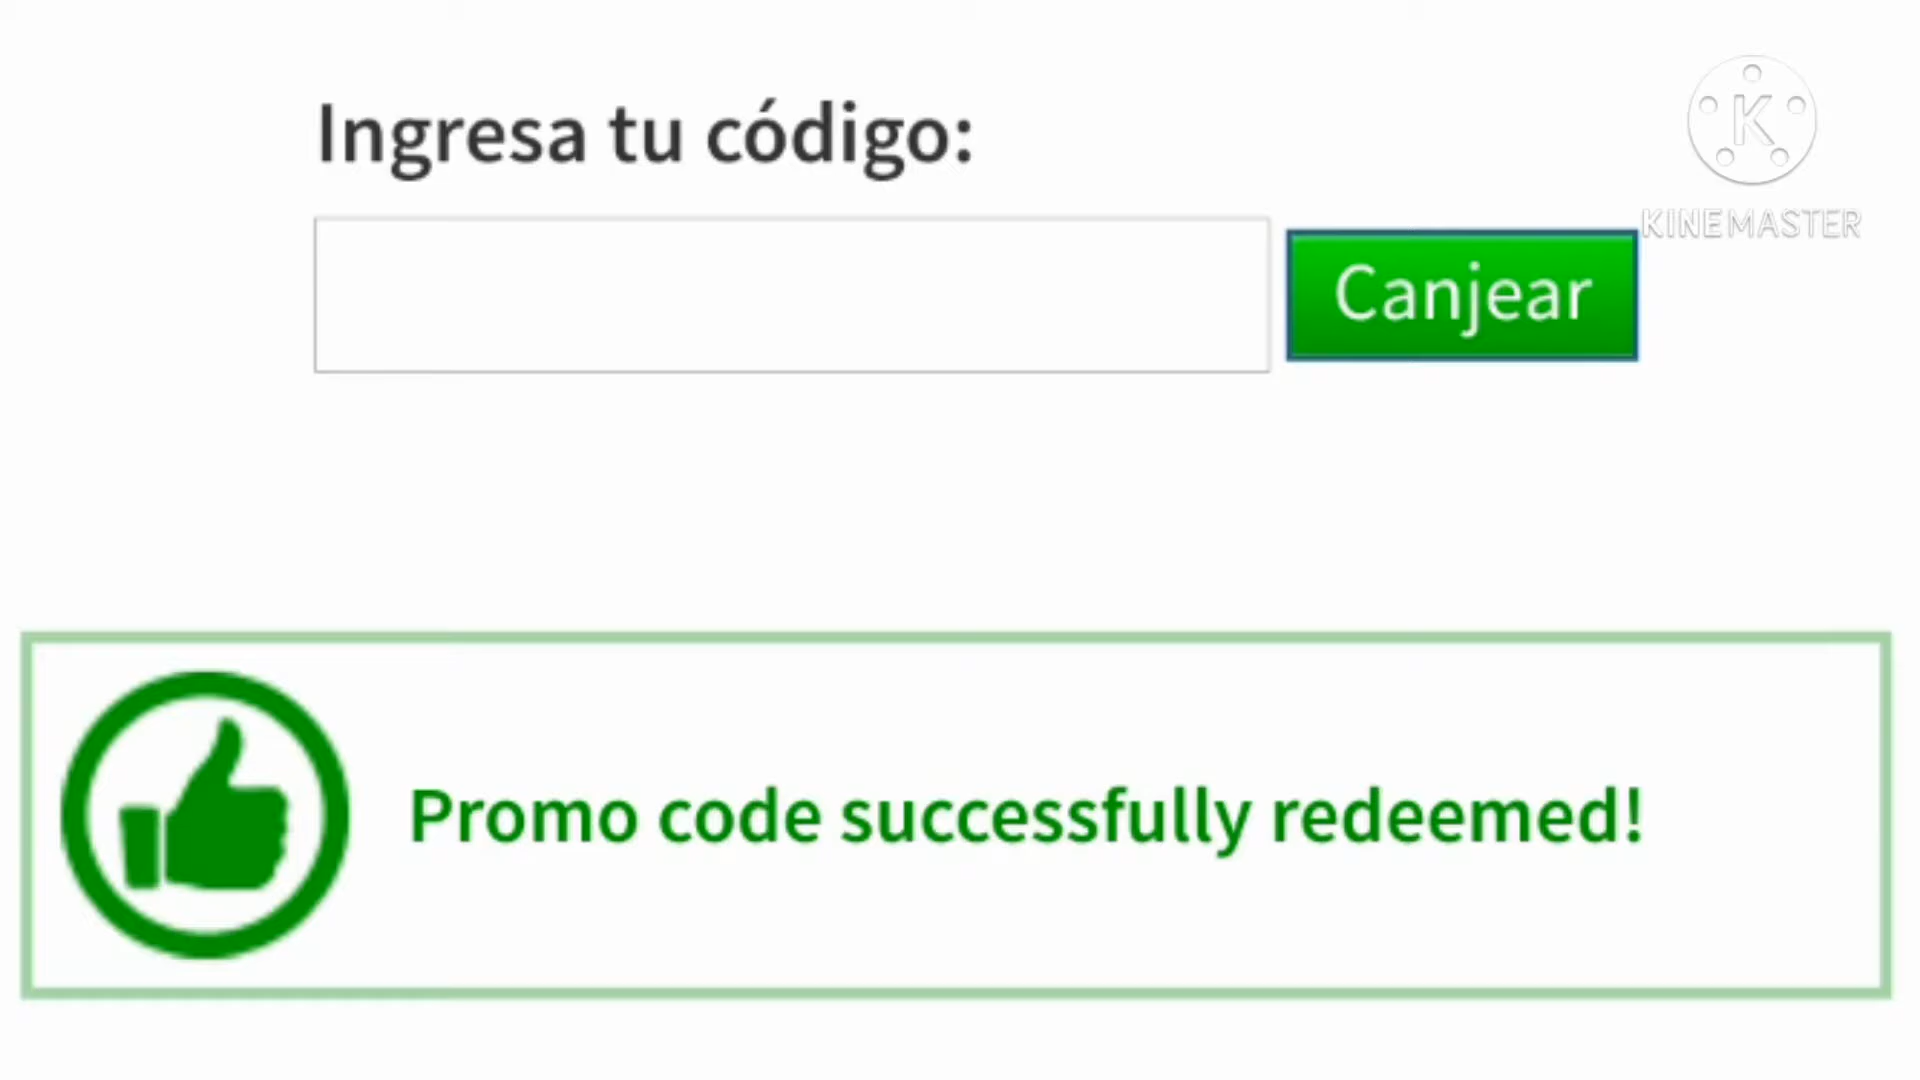 Ingresa tu código:
K
KINEMASTER
Canjear
Promo code successfully redeemed!